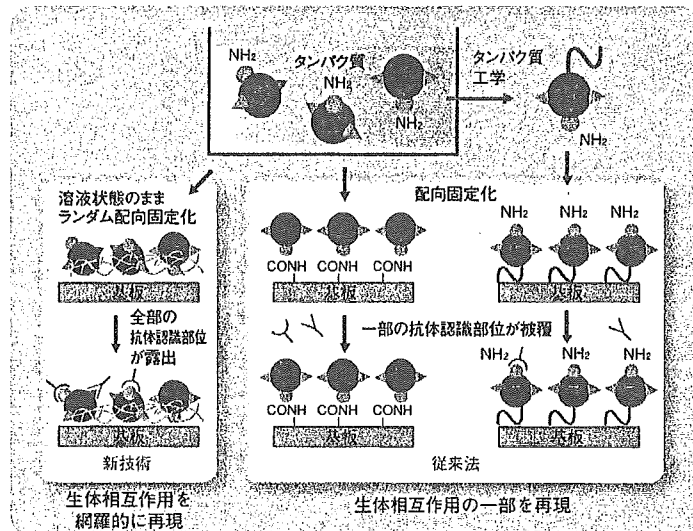 NH2
タンパク質
NH2
NH2
タンパク質
工学
NH2
溶液状態のまま
ランダム配向固定化
基板
全部の
抗体認識部位
が露出
基板
新技術
生体相互作用を
網羅的に再現
配向固定化
CONH CONH CONH
基板
NH2 NH2 NH2
基板
一部の抗体認識部位が被覆
CONH CONH CONH
基板
NH2 NH2 NH2
基板
従来法
生体相互作用の一部を再現